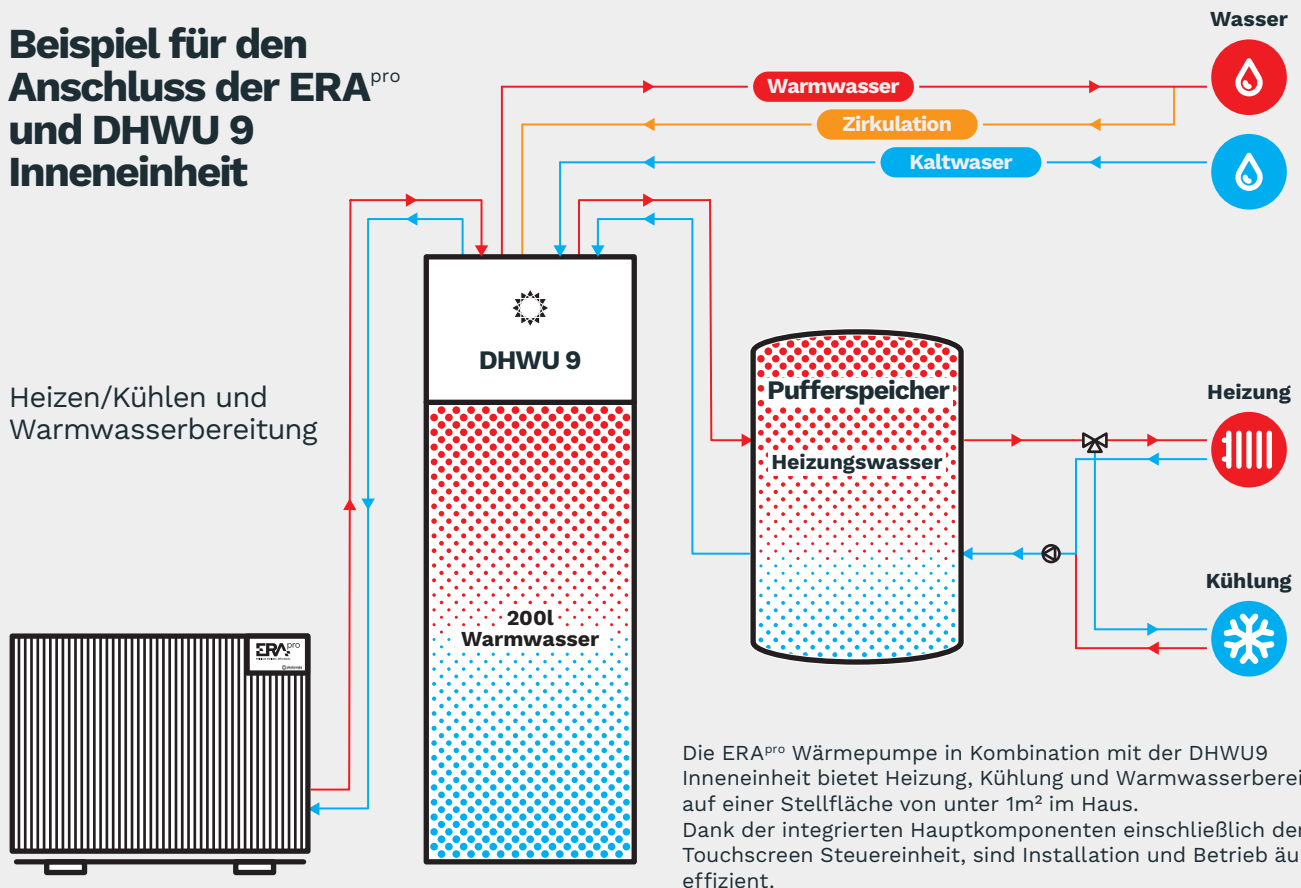 Beispiel für den
Anschluss der ERApro
und DHWU 9
Inneneinheit
Wasser
Warmwasser
Zirkulation
Kaltwaser
DHWU 9
Heizen/Kühlen und
Warmwasserbereitung
Pufferspeicher
Heizungswasser
Heizung
200l
Warmwasser
Kühlung
ERApro
Die ERApro Wärmepumpe in Kombination mit der DHWU9
Inneneinheit bietet Heizung, Kühlung und Warmwasserberei
auf einer Stellfläche von unter 1m² im Haus.
Dank der integrierten Hauptkomponenten einschließlich der
Touchscreen Steuereinheit, sind Installation und Betrieb äu
effizient.